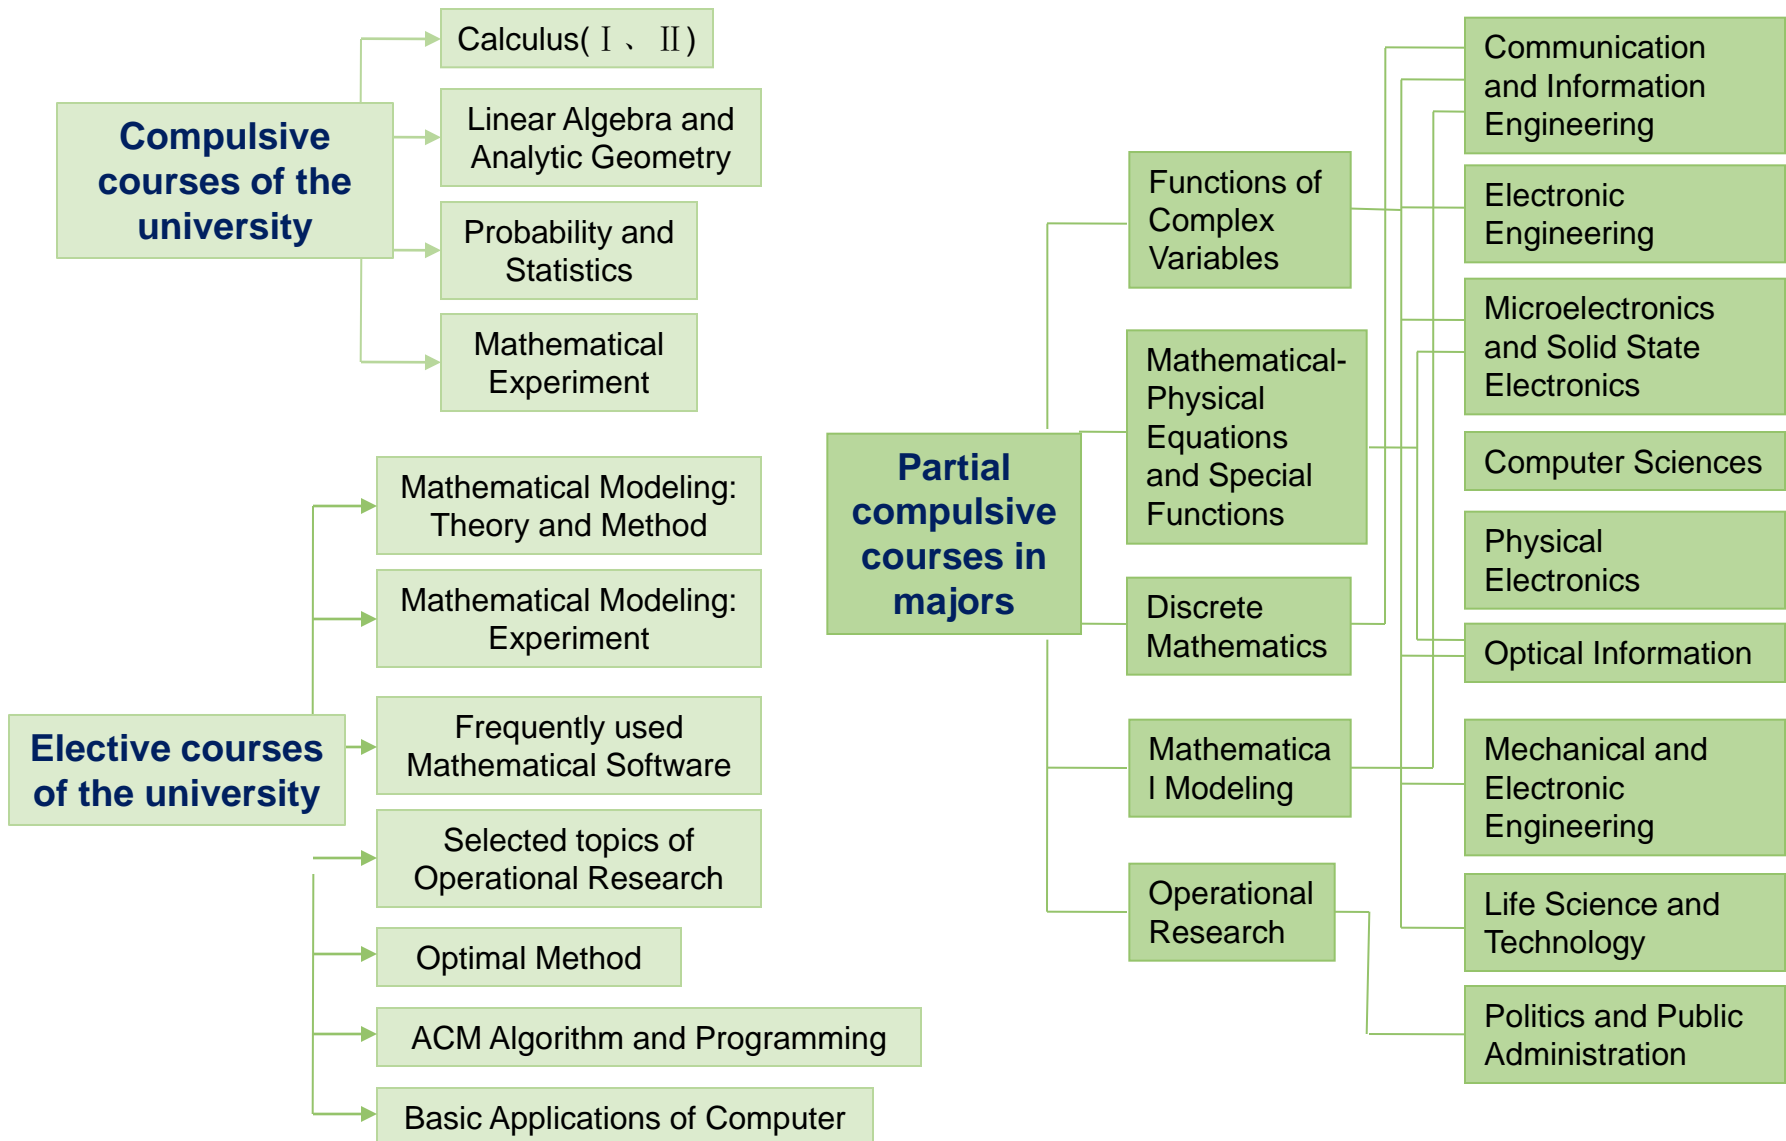 Compulsive
courses of the
university
Calculus(Ⅰ、Ⅱ)
Linear Algebra and
Analytic Geometry
Probability and
Statistics
Mathematical
Experiment
Elective courses
of the university
Mathematical Modeling:
Theory and Method
Mathematical Modeling:
Experiment
Frequently used
Mathematical Software
Selected topics of
Operational Research
Optimal Method
ACM Algorithm and Programming
Basic Applications of Computer
Partial
compulsive
courses in
majors
Functions of
Complex
Variables
Mathematical-
Physical
Equations
and Special
Functions
Discrete
Mathematics
Mathematica
l Modeling
Operational
Research
Communication
and Information
Engineering
Electronic
Engineering
Microelectronics
and Solid State
Electronics
Computer Sciences
Physical
Electronics
Optical Information
Mechanical and
Electronic
Engineering
Life Science and
Technology
Politics and Public
Administration